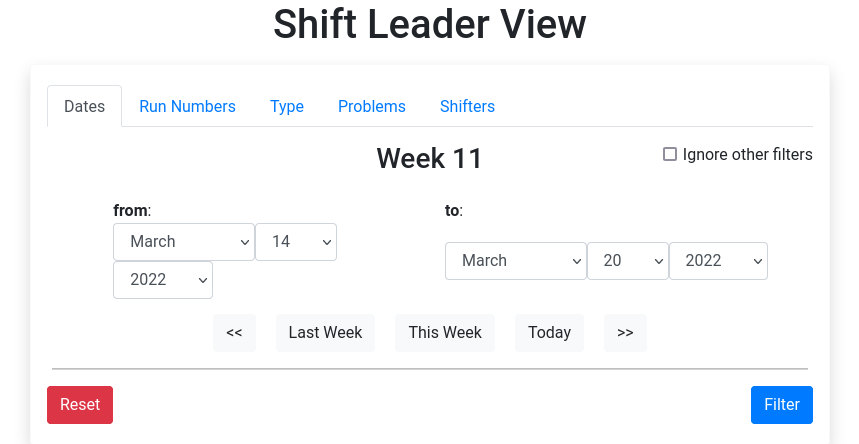 Shift Leader View
Dates Run Numbers Type Problems Shifters
Week 11
Ignore other filters
from:
March 14
2022
to:
March 20 2022
<< Last Week This Week Today >>
Reset Filter